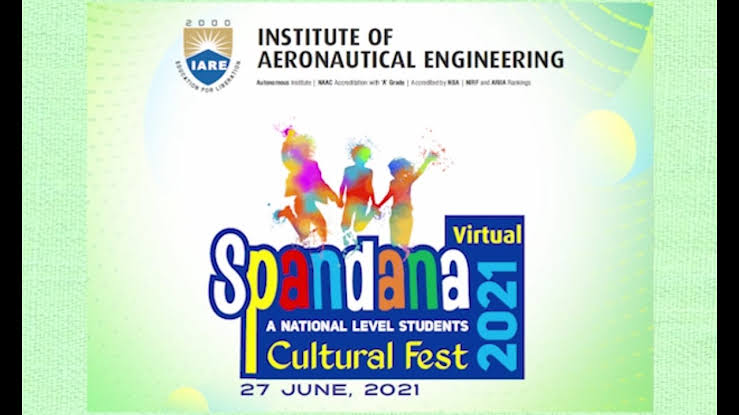 2000
IARE
EDUCATION FOR LIBERATION
INSTITUTE OF
AERONAUTICAL ENGINEERING
Autonomous Institute | NAAC Accreditation with 'A' Grade | Accredited by NBA | NIRF and ARIIA Rankings
Spandana
Virtual
2021
A NATIONAL LEVEL STUDENTS
Cultural Fest
27 JUNE, 2021